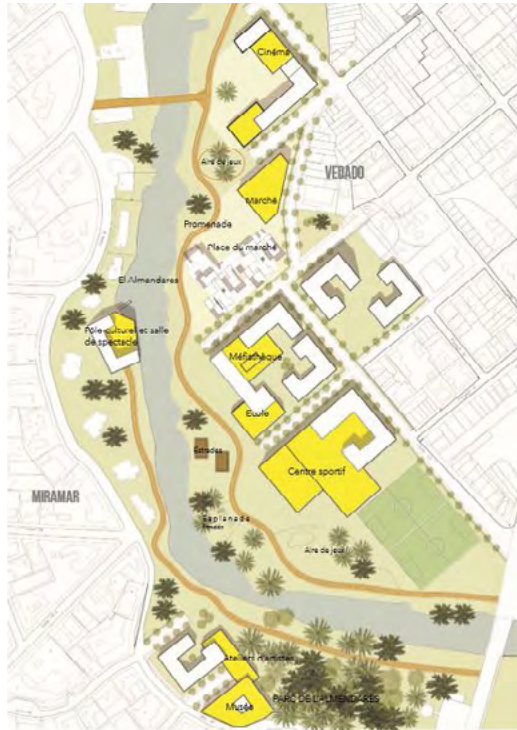 Cinéma
Aire de jeux
VEDADO
Marché
Promenade
Place du marché
El Almendares
Pôle culturel et salle
de spectacle
Médiathèque
Ecole
Estrades
Centre sportif
MIRAMAR
Esplanade
Aire de jeux
Ateliers d'artistes
PARC DE L'ALMENDARES
Musée